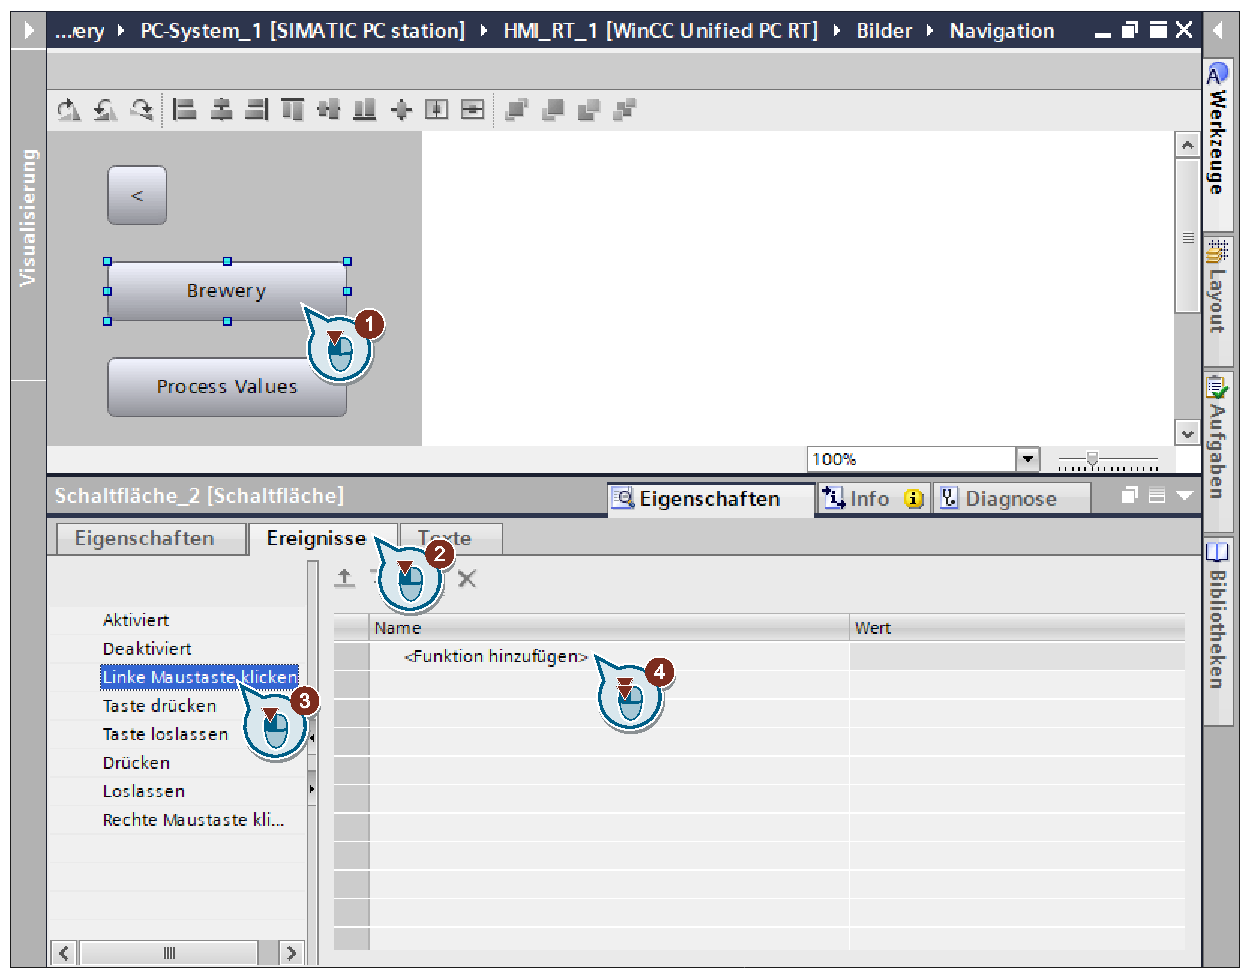 ...ery ▸ PC-System_1 [SIMATIC PC station] ▸ HMI_RT_1 [WinCC Unified PC RT] ▸ Bilder ▸ Navigation
Visualisierung
<
Brewery
1
Process Values
100%
Werkzeuge
Layout
Aufgaben
Bibliotheken
Schaltfläche_2 [Schaltfläche]
Eigenschaften
Info
Diagnose
Eigenschaften
Ereignisse
Texte
2
Aktiviert
Deaktiviert
Linke Maustaste klicken
3
Taste drücken
Taste loslassen
Drücken
Loslassen
Rechte Maustaste kli...
Name
Wert
<Funktion hinzufügen>
4